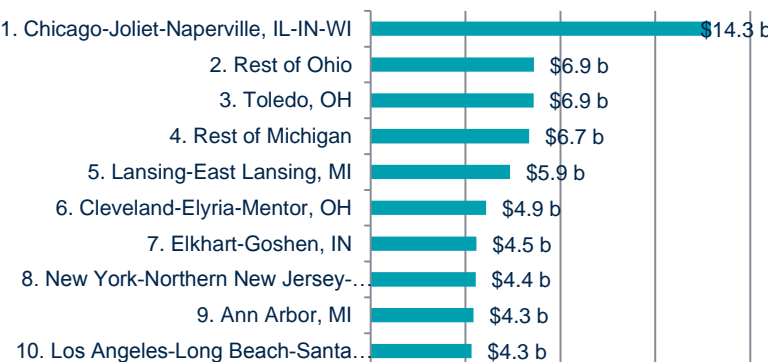 1. Chicago-Joliet-Naperville, IL-IN-WI $14.3 b
2. Rest of Ohio $6.9 b
3. Toledo, OH $6.9 b
4. Rest of Michigan $6.7 b
5. Lansing-East Lansing, MI $5.9 b
6. Cleveland-Elyria-Mentor, OH $4.9 b
7. Elkhart-Goshen, IN $4.5 b
8. New York-Northern New Jersey-… $4.4 b
9. Ann Arbor, MI $4.3 b
10. Los Angeles-Long Beach-Santa… $4.3 b